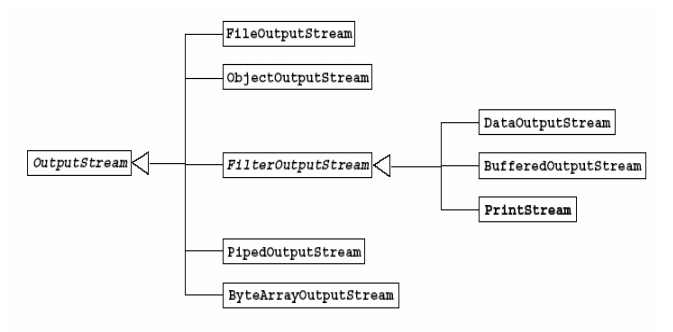 FileOutputStream
ObjectOutputStream
DataOutputStream
OutputStream
FilterOutputStream
BufferedOutputStream
PrintStream
PipedOutputStream
ByteArrayOutputStream